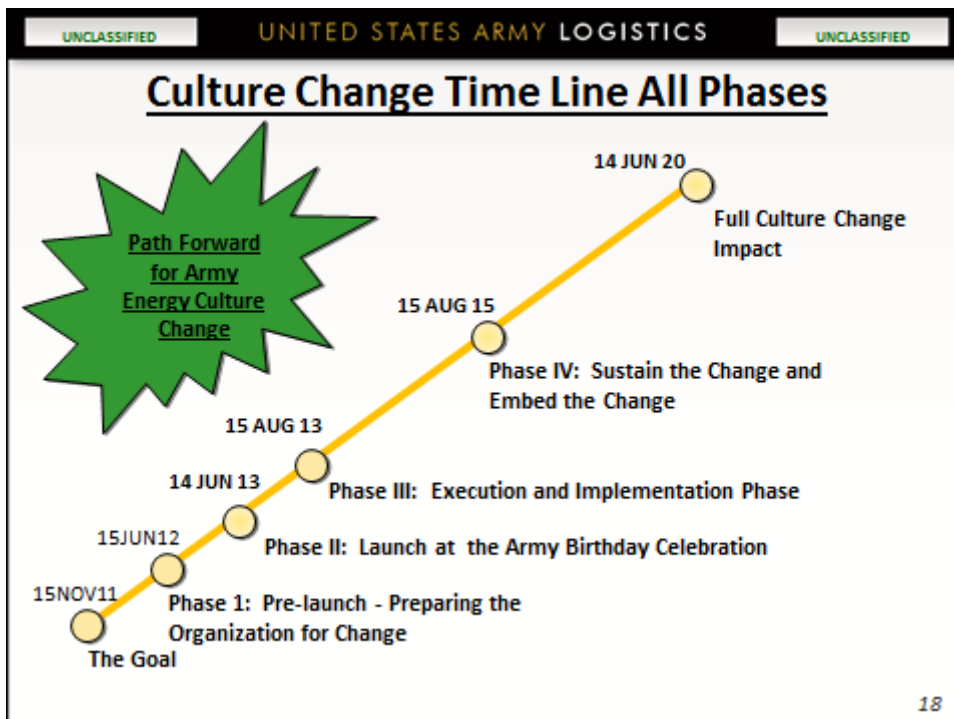 UNCLASSIFIED
UNITED STATES ARMY LOGISTICS
UNCLASSIFIED
Culture Change Time Line All Phases
Path Forward
for Army
Energy Culture
Change
14 JUN 20
Full Culture Change
Impact
15 AUG 15
Phase IV: Sustain the Change and
Embed the Change
15 AUG 13
Phase III: Execution and Implementation Phase
14 JUN 13
Phase II: Launch at the Army Birthday Celebration
15JUN12
Phase 1: Pre-launch - Preparing the
Organization for Change
15NOV11
The Goal
18